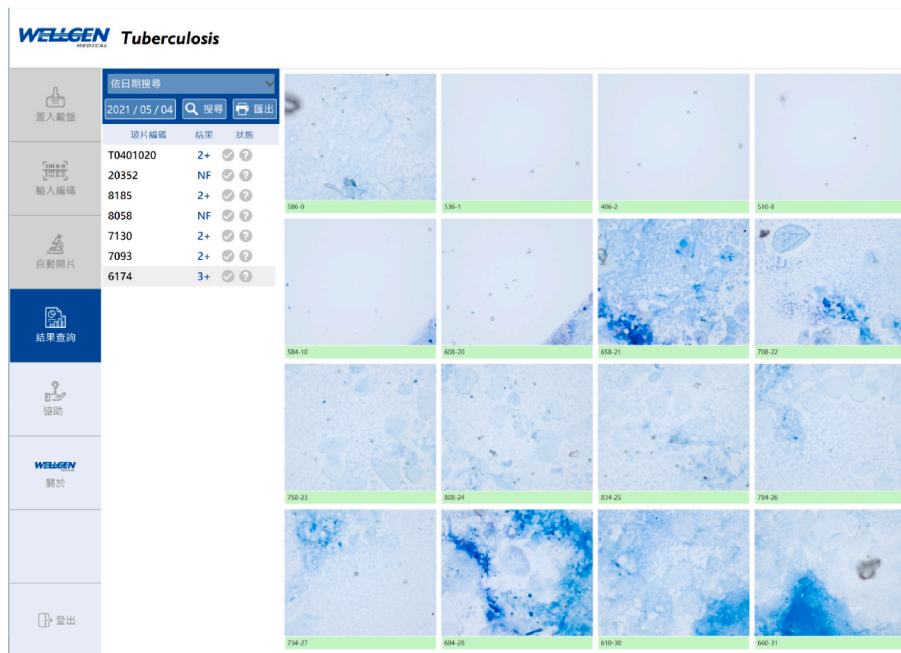 WELLGEN MEDICAL Tuberculosis
置入載盤
輸入編碼
自動閱片
結果查詢
協助
WELLGEN MEDICAL
關於
登出
依日期搜尋
2021 / 05 / 04 搜尋 匯出
玻片編碼 結果 狀態
T0401020 2+
20352 NF
8185 2+
8058 NF
7130 2+
7093 2+
6174 3+
586-0 536-1 486-2 510-8
584-10 608-20 658-21 708-22
758-23 808-24 834-25 784-26
734-27 684-28 610-30 660-31